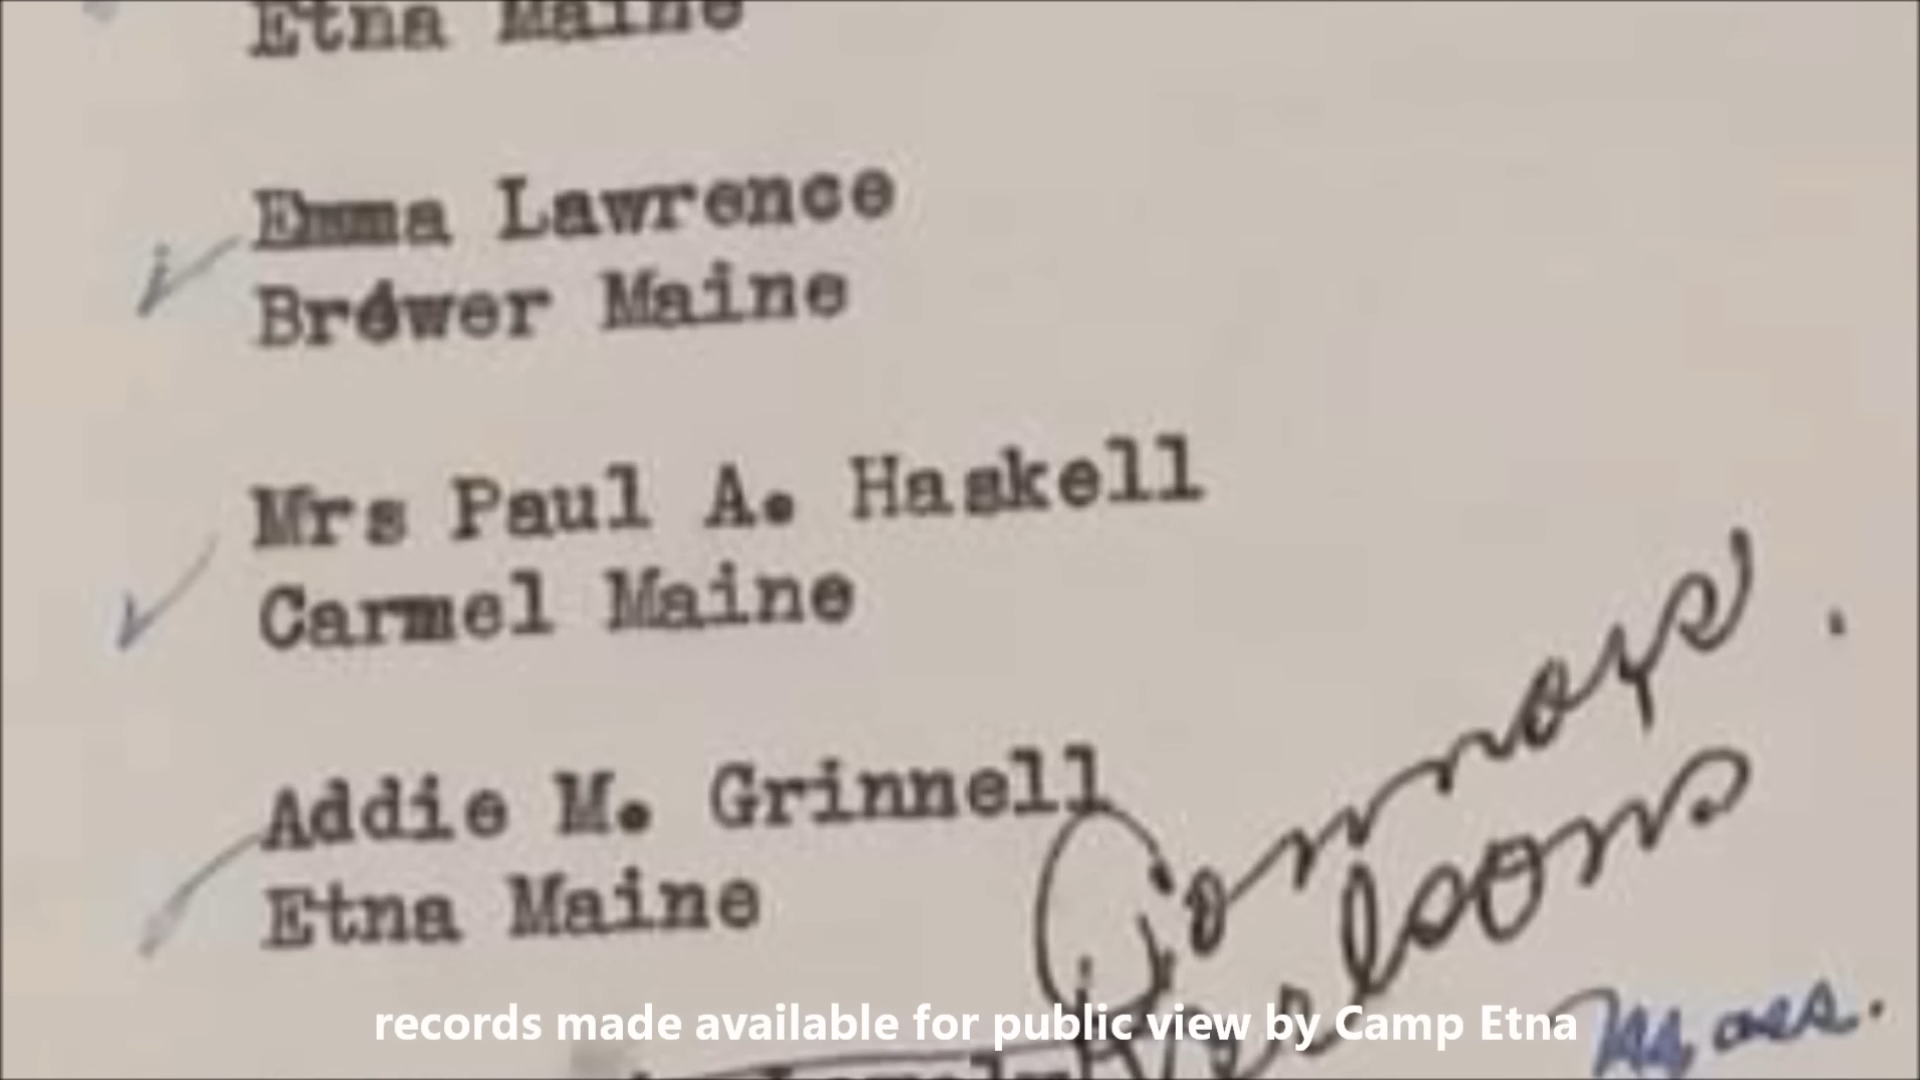 Etna Maine
Emma Lawrence
Brewer Maine
Mrs Paul A. Haskell
Carmel Maine
Addie M. Grinnell
Etna Maine
Mass.
records made available for public view by Camp Etna